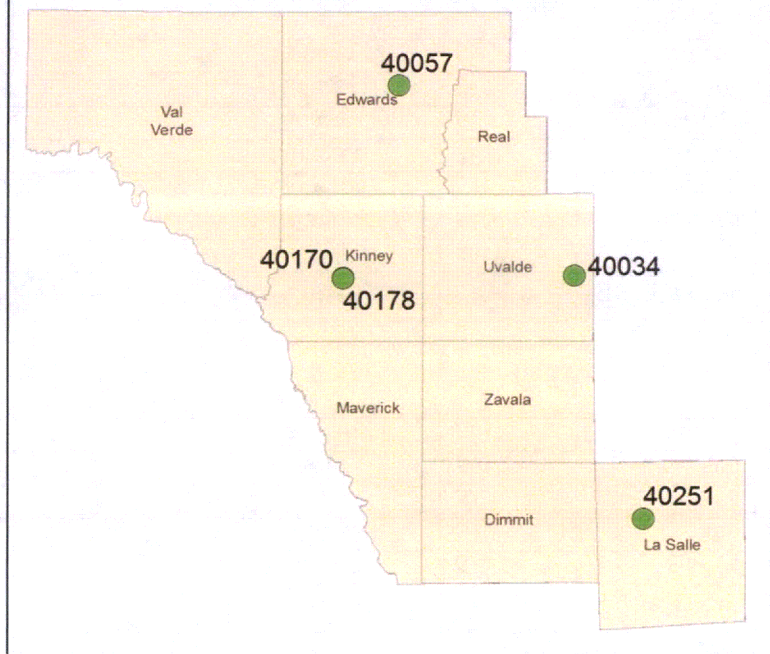 40057
Edwards
Val
Verde
Real
Kinney
40170
40178
Uvalde
40034
Maverick
Zavala
40251
Dimmit
La Salle